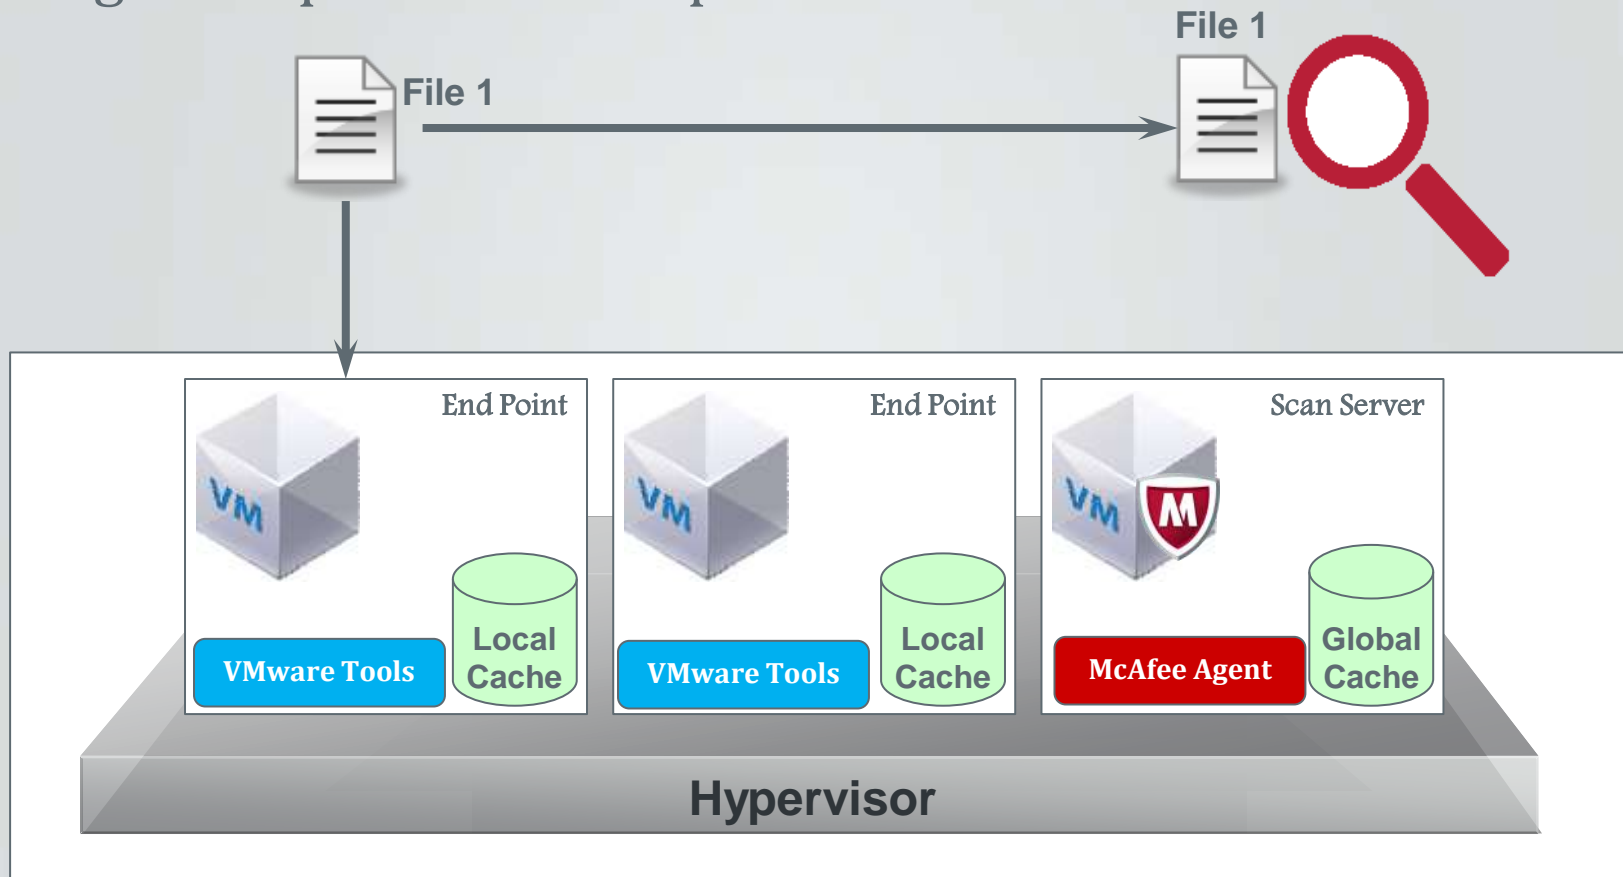 File 1
File 1
End Point
End Point
Scan Server
VM
VM
VM
M
Local
Cache
Local
Cache
Global
Cache
VMware Tools
VMware Tools
McAfee Agent
Hypervisor